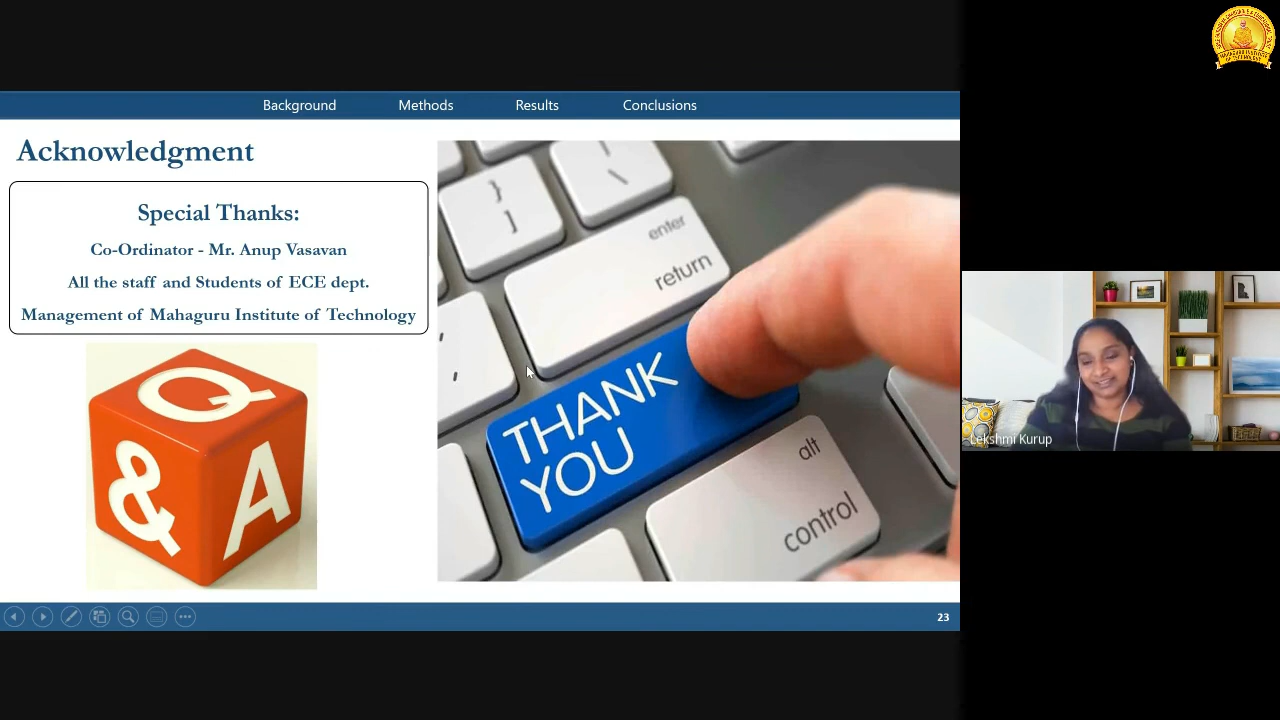 Background Methods Results Conclusions
Acknowledgment
Special Thanks:
Co-Ordinator - Mr. Anup Vasavan
All the staff and Students of ECE dept.
Management of Mahaguru Institute of Technology
Q
& A
}
]
|
\
enter
return
THANK
YOU
alt
control
23
Lekshmi Kurup